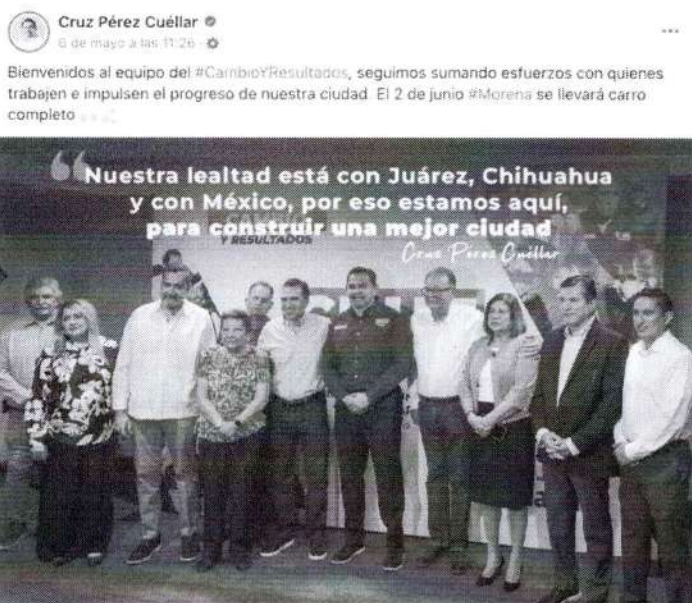 Cruz Pérez Cuéllar
6 de mayo a las 11:26
Bienvenidos al equipo del #CambioYResultados, seguimos sumando esfuerzos con quienes
trabajen e impulsen el progreso de nuestra ciudad. El 2 de junio #Morena se llevará carro
completo
“Nuestra lealtad está con Juárez, Chihuahua
y con México, por eso estamos aquí,
para construir una mejor ciudad
Cruz Pérez Cuéllar
CAMBIO
Y RESULTADOS